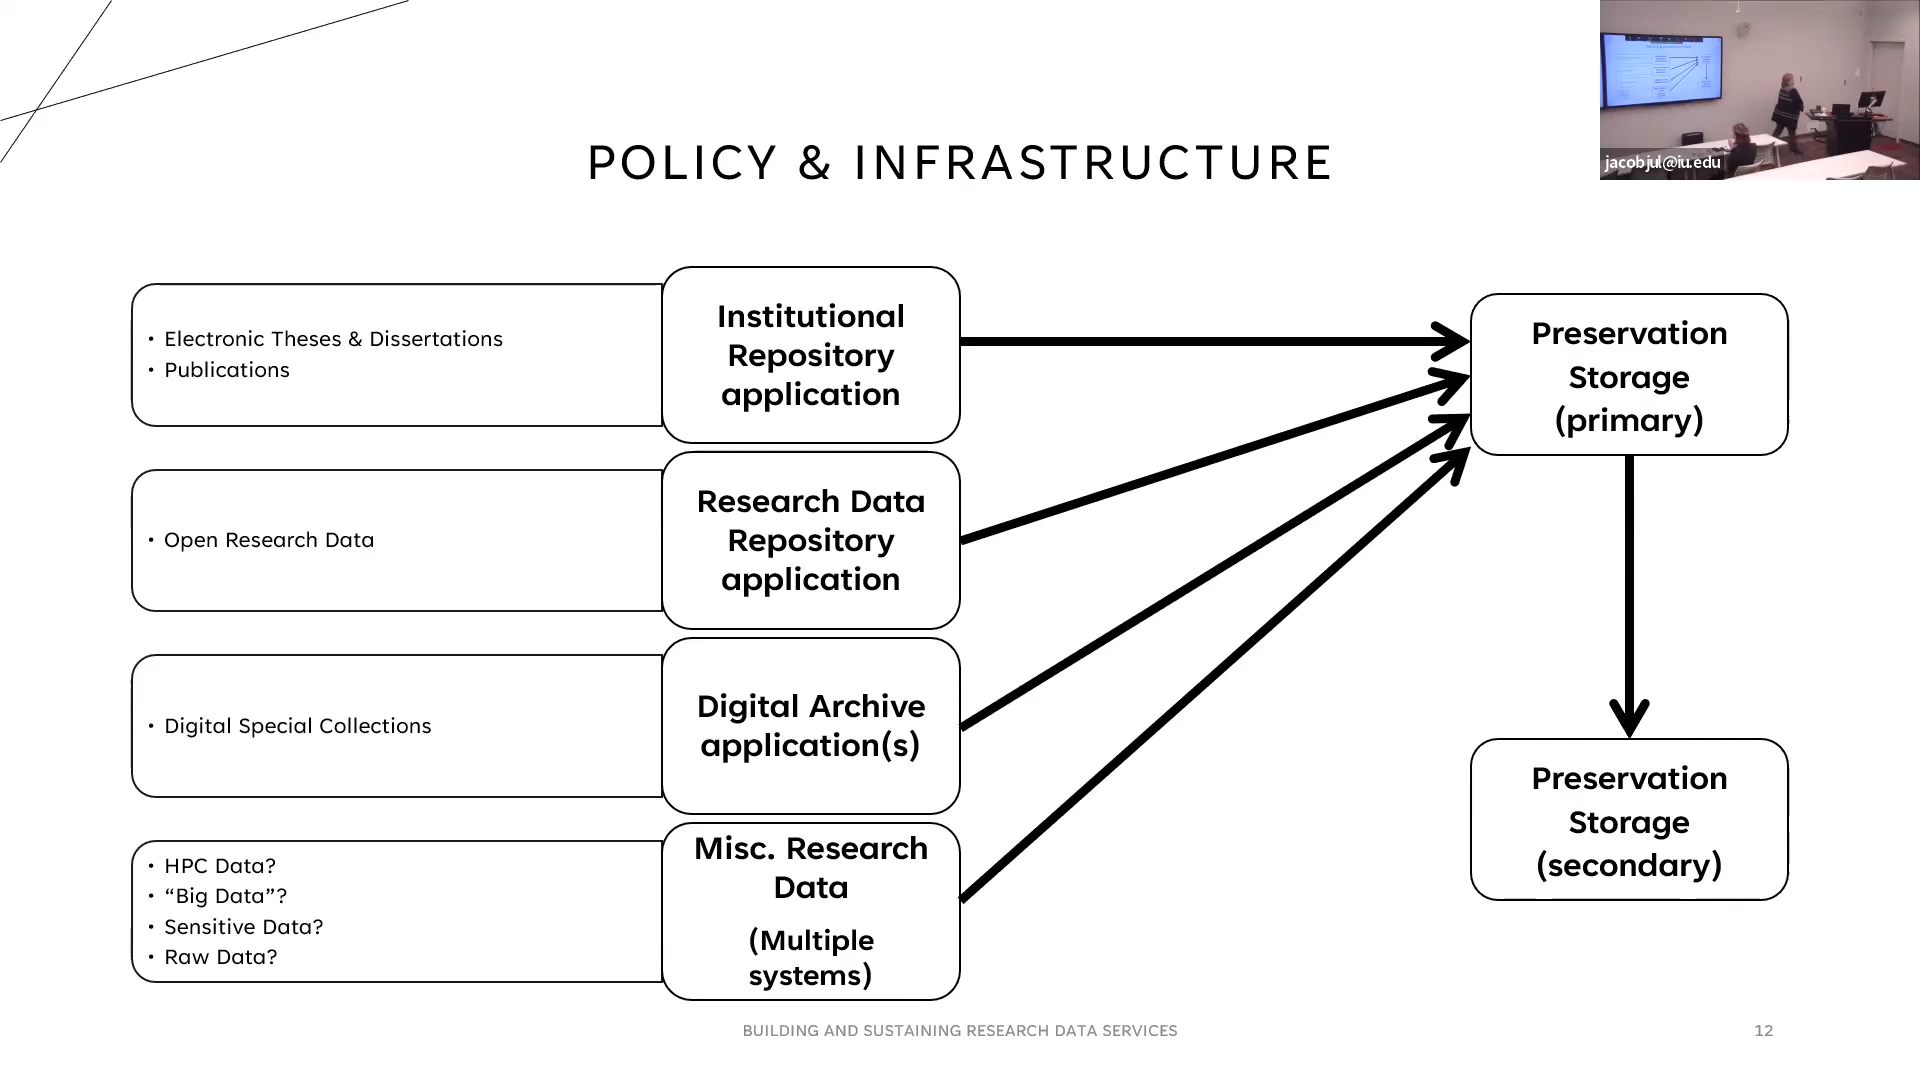 jacobjul@iu.edu
POLICY & INFRASTRUCTURE
• Electronic Theses & Dissertations
• Publications
Institutional
Repository
application
• Open Research Data
Research Data
Repository
application
• Digital Special Collections
Digital Archive
application(s)
• HPC Data?
• “Big Data”?
• Sensitive Data?
• Raw Data?
Misc. Research
Data
(Multiple
systems)
Preservation
Storage
(primary)
Preservation
Storage
(secondary)
BUILDING AND SUSTAINING RESEARCH DATA SERVICES
12